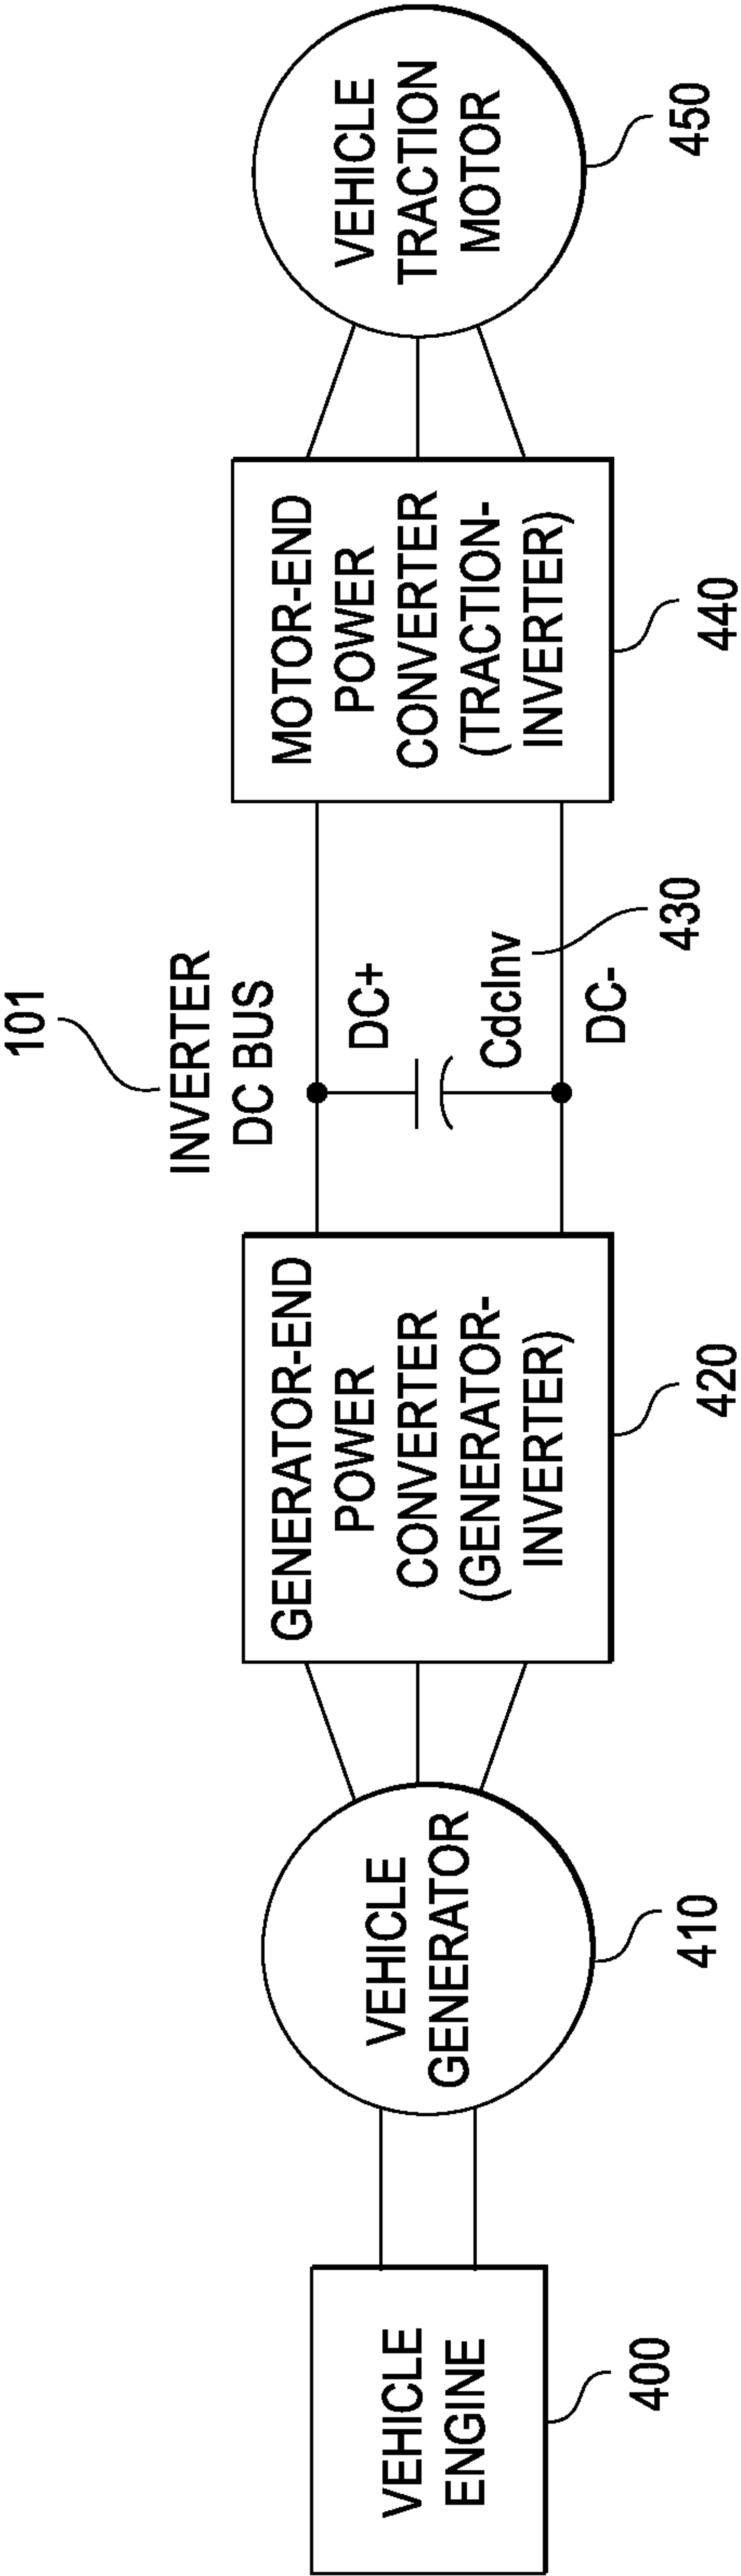 VEHICLE
ENGINE
400
VEHICLE
GENERATOR
410
GENERATOR-END
POWER
CONVERTER
(GENERATOR-
INVERTER)
420
101
INVERTER
DC BUS
DC+
CdcInv
DC-
430
MOTOR-END
POWER
CONVERTER
(TRACTION-
INVERTER)
440
VEHICLE
TRACTION
MOTOR
450